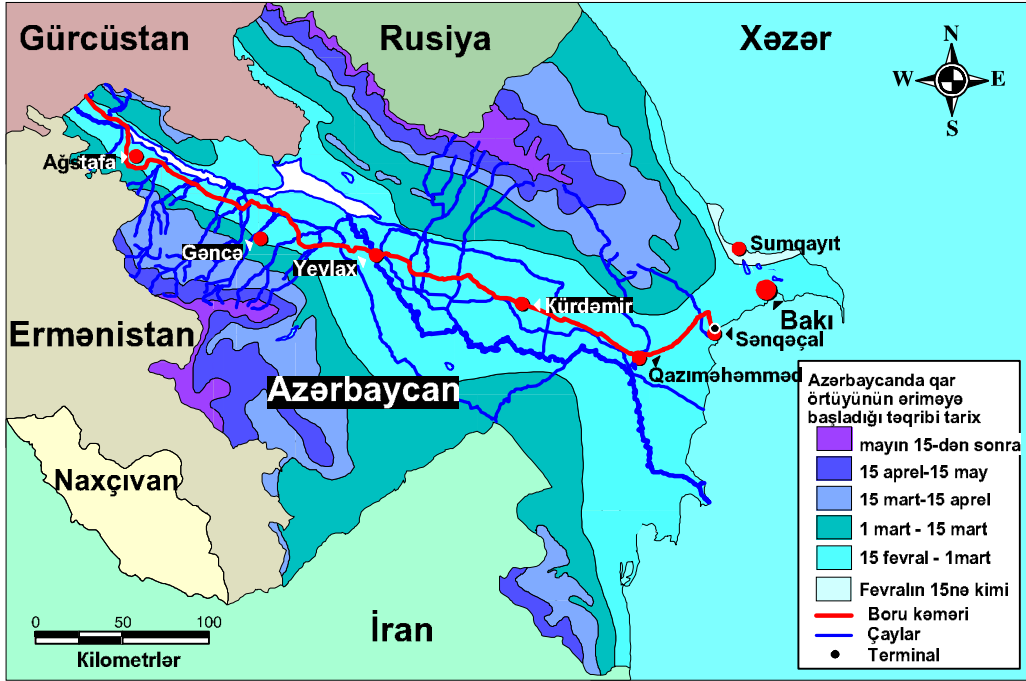 Gürcüstan
Rusiya
Xəzər
N
W
E
S
Ağstafa
Gəncə
Yevlax
Sumqayıt
Bakı
Kürdəmir
Sənqəçal
Qazıməhəmməd
Ermənistan
Azərbaycan
Naxçıvan
İran
0
50
100
Kilometrlər
Azərbaycanda qar
örtüyünün əriməyə
başladığı təqribi tarix
mayın 15-dən sonra
15 aprel-15 may
15 mart-15 aprel
1 mart - 15 mart
15 fevral - 1mart
Fevralın 15nə kimi
Boru kəməri
Çaylar
Terminal